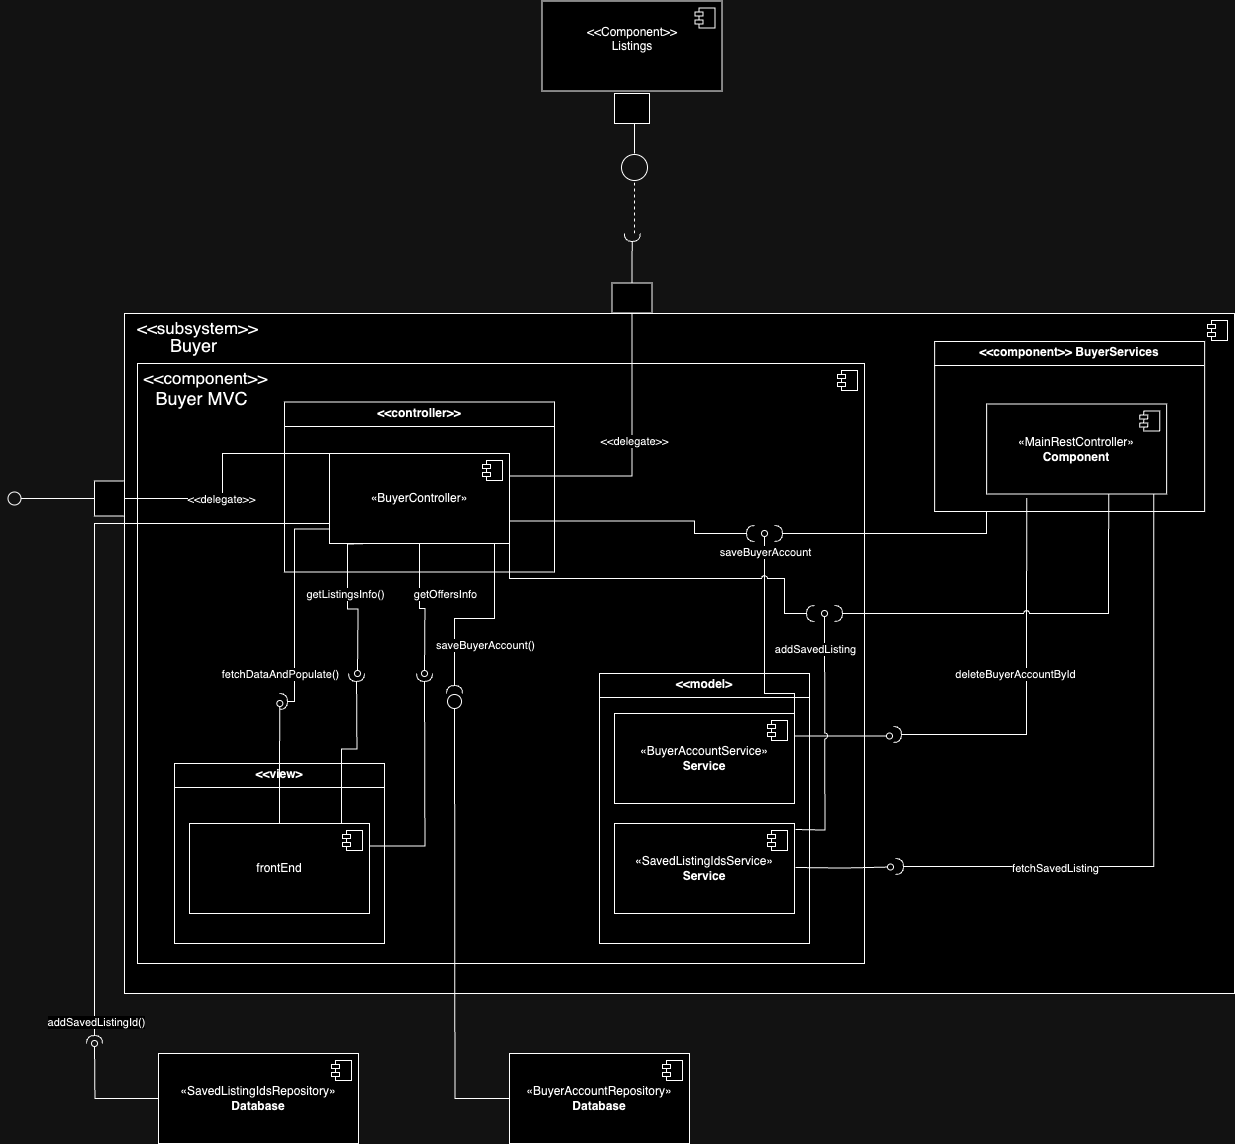 <<Component>>
Listings
<<subsystem>>
Buyer
<<component>> BuyerServices
<<component>>
Buyer MVC
<<controller>>
<<delegate>>
«MainRestController»
Component
«BuyerController»
<<delegate>>
saveBuyerAccount
getListingsInfo()
getOffersInfo
saveBuyerAccount()
addSavedListing
fetchDataAndPopulate()
deleteBuyerAccountById
<<model>>
«BuyerAccountService»
Service
<<view>>
frontEnd
«SavedListingIdsService»
Service
fetchSavedListing
addSavedListingId()
«SavedListingIdsRepository»
Database
«BuyerAccountRepository»
Database